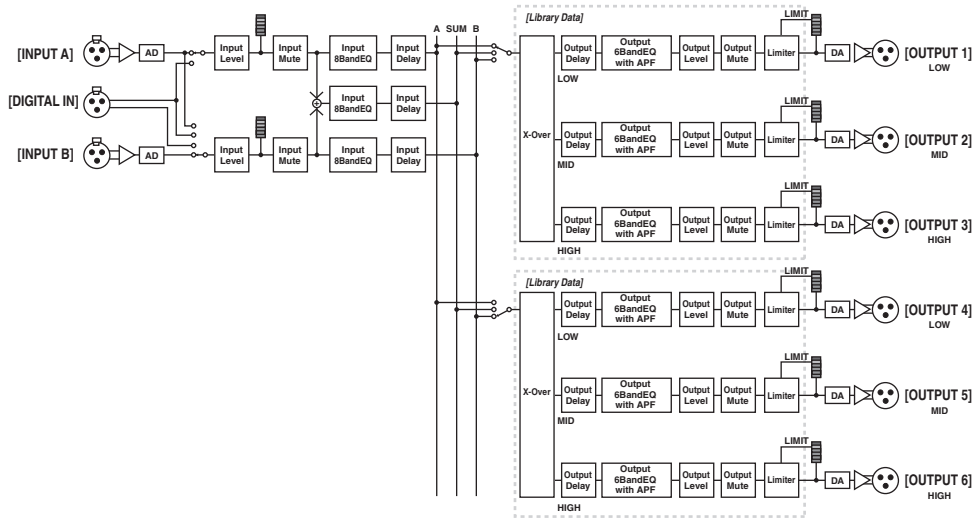 [Library Data]
LIMIT
A SUM B
[INPUT A]
AD
Input
Level
Input
Mute
Input
8BandEQ
Input
Delay
Output
Delay
Output
6BandEQ
with APF
Output
Level
Output
Mute
Limiter
DA
[OUTPUT 1]
LOW
LOW
[DIGITAL IN]
Input
8BandEQ
Input
Delay
LIMIT
[INPUT B]
AD
Input
Level
Input
Mute
Input
8BandEQ
Input
Delay
X-Over
Output
Delay
Output
6BandEQ
with APF
Output
Level
Output
Mute
Limiter
DA
[OUTPUT 2]
MID
MID
LIMIT
Output
Delay
Output
6BandEQ
with APF
Output
Level
Output
Mute
Limiter
DA
[OUTPUT 3]
HIGH
HIGH
[Library Data]
LIMIT
Output
Delay
Output
6BandEQ
with APF
Output
Level
Output
Mute
Limiter
DA
[OUTPUT 4]
LOW
LOW
LIMIT
X-Over
Output
Delay
Output
6BandEQ
with APF
Output
Level
Output
Mute
Limiter
DA
[OUTPUT 5]
MID
MID
LIMIT
Output
Delay
Output
6BandEQ
with APF
Output
Level
Output
Mute
Limiter
DA
[OUTPUT 6]
HIGH
HIGH